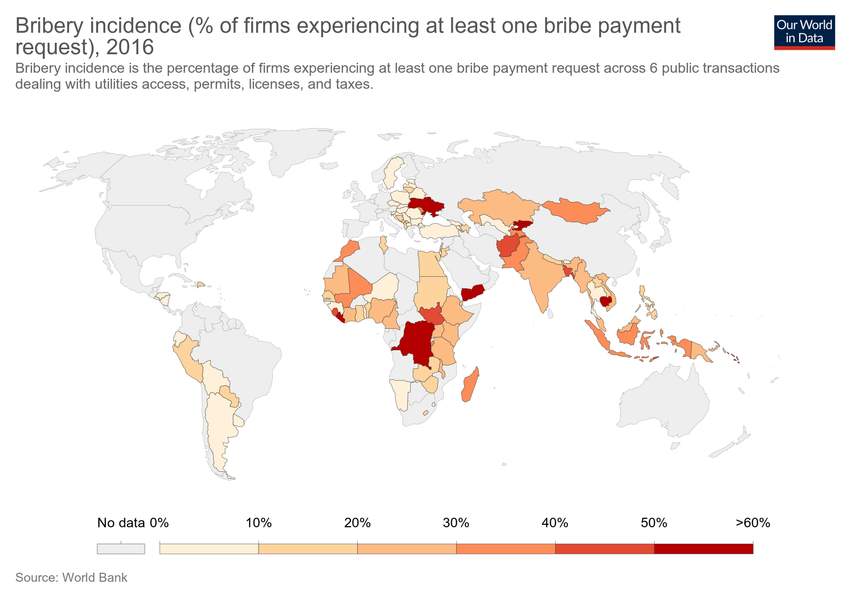 Bribery incidence (% of firms experiencing at least one bribe payment
request), 2016
Our World
in Data
Bribery incidence is the percentage of firms experiencing at least one bribe payment request across 6 public transactions
dealing with utilities access, permits, licenses, and taxes.
No data 0% 10% 20% 30% 40% 50% >60%
Source: World Bank